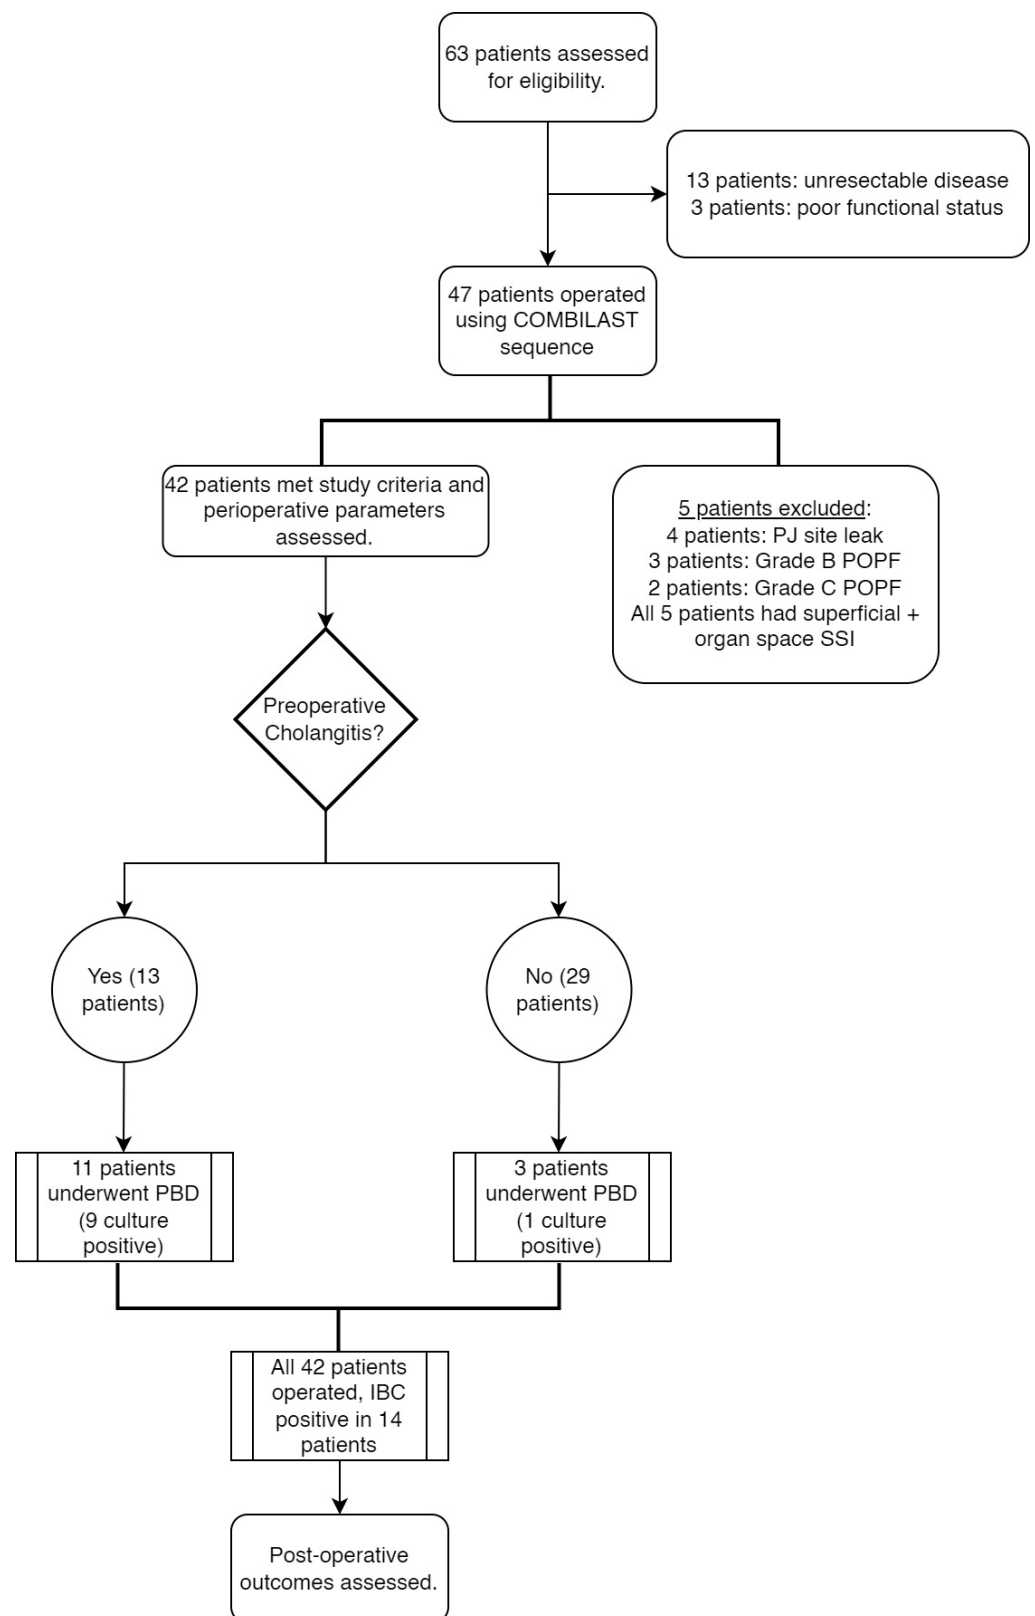 63 patients assessed
for eligibility.
13 patients: unresectable disease
3 patients: poor functional status
47 patients operated
using COMBILAST
sequence
42 patients met study criteria and
perioperative parameters
assessed.
5 patients excluded:
4 patients: PJ site leak
3 patients: Grade B POPF
2 patients: Grade C POPF
All 5 patients had superficial +
organ space SSI
Preoperative
Cholangitis?
Yes (13
patients)
No (29
patients)
11 patients
underwent PBD
(9 culture
positive)
3 patients
underwent PBD
(1 culture
positive)
All 42 patients
operated, IBC
positive in 14
patients
Post-operative
outcomes assessed.